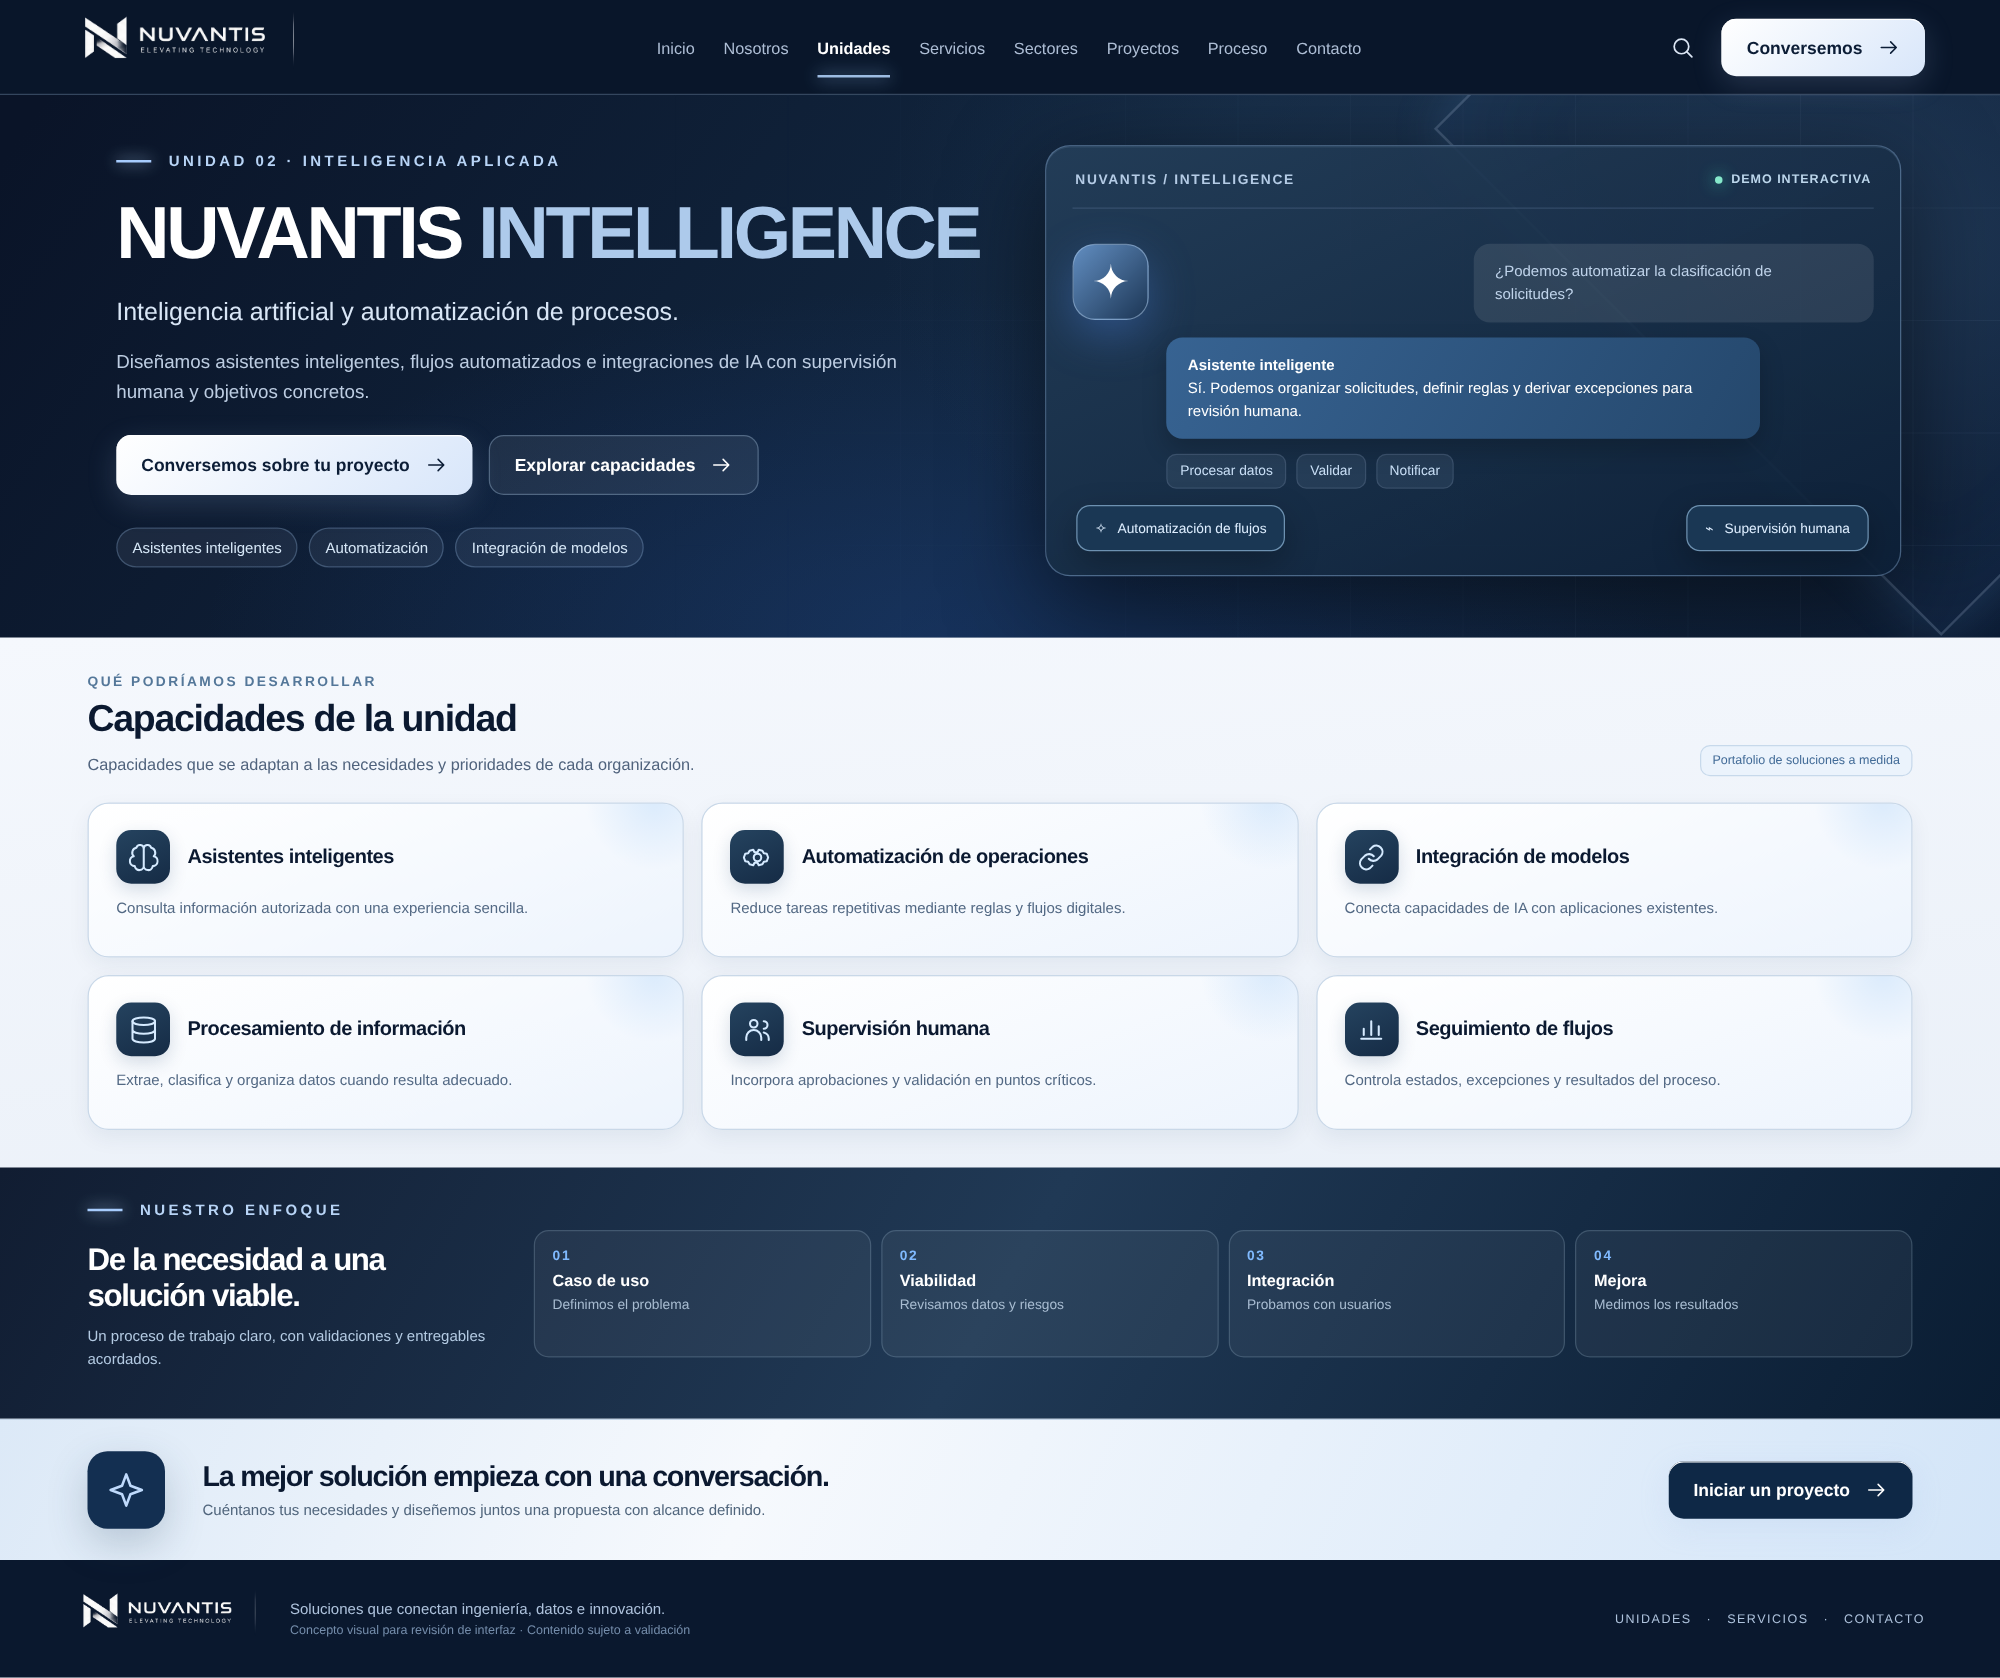 NUVANTIS
ELEVATING TECHNOLOGY
Inicio
Nosotros
Unidades
Servicios
Sectores
Proyectos
Proceso
Contacto
Conversemos
UNIDAD 02 · INTELIGENCIA APLICADA
NUVANTIS INTELLIGENCE
Inteligencia artificial y automatización de procesos.
Diseñamos asistentes inteligentes, flujos automatizados e integraciones de IA con supervisión
humana y objetivos concretos.
Conversemos sobre tu proyecto
Explorar capacidades
Asistentes inteligentes
Automatización
Integración de modelos
NUVANTIS / INTELLIGENCE
DEMO INTERACTIVA
¿Podemos automatizar la clasificación de
solicitudes?
Asistente inteligente
Sí. Podemos organizar solicitudes, definir reglas y derivar excepciones para
revisión humana.
Procesar datos
Validar
Notificar
Automatización de flujos
Supervisión humana
QUÉ PODRÍAMOS DESARROLLAR
Capacidades de la unidad
Capacidades que se adaptan a las necesidades y prioridades de cada organización.
Portafolio de soluciones a medida
Asistentes inteligentes
Consulta información autorizada con una experiencia sencilla.
Automatización de operaciones
Reduce tareas repetitivas mediante reglas y flujos digitales.
Integración de modelos
Conecta capacidades de IA con aplicaciones existentes.
Procesamiento de información
Extrae, clasifica y organiza datos cuando resulta adecuado.
Supervisión humana
Incorpora aprobaciones y validación en puntos críticos.
Seguimiento de flujos
Controla estados, excepciones y resultados del proceso.
NUESTRO ENFOQUE
De la necesidad a una
solución viable.
Un proceso de trabajo claro, con validaciones y entregables
acordados.
01
Caso de uso
Definimos el problema
02
Viabilidad
Revisamos datos y riesgos
03
Integración
Probamos con usuarios
04
Mejora
Medimos los resultados
La mejor solución empieza con una conversación.
Cuéntanos tus necesidades y diseñemos juntos una propuesta con alcance definido.
Iniciar un proyecto
NUVANTIS
ELEVATING TECHNOLOGY
Soluciones que conectan ingeniería, datos e innovación.
Concepto visual para revisión de interfaz · Contenido sujeto a validación
UNIDADES · SERVICIOS · CONTACTO